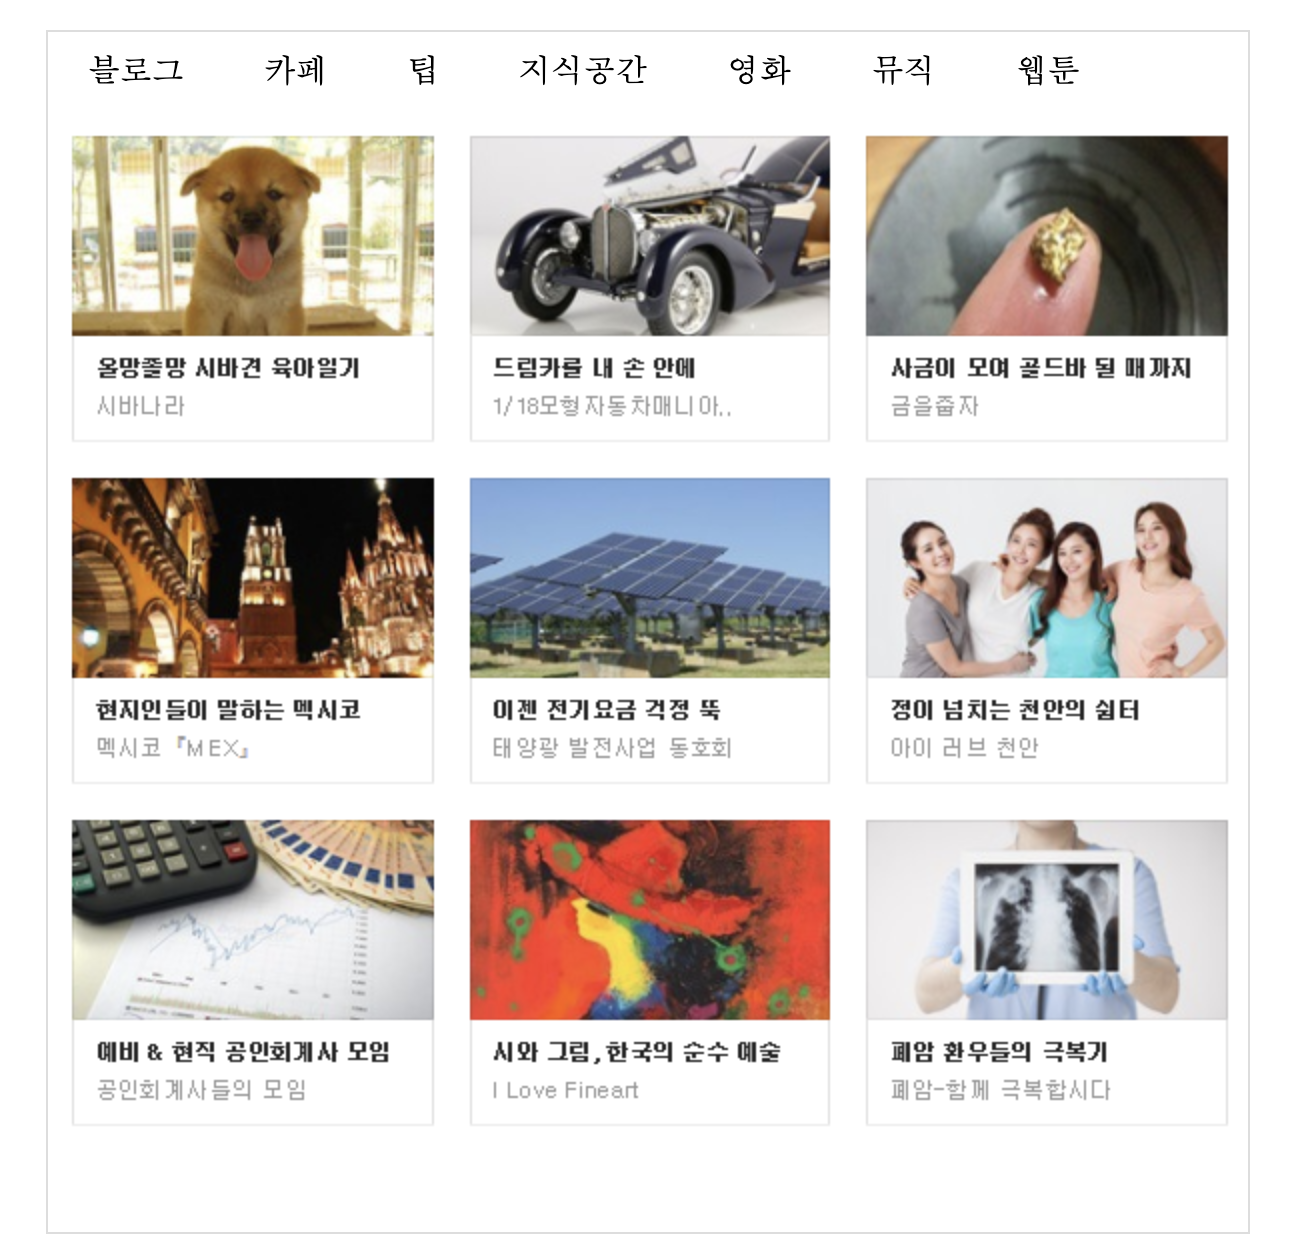 블로그 카페 팁 지식공간 영화 뮤직 웹툰
올망졸망 시바견 육아일기
시바나라
드림카를 내 손 안에
1/18모형자동차매니아..
사금이 모여 골드바 될 때까지
금을줍자
현지인들이 말하는 멕시코
멕시코『MEX』
이젠 전기요금 걱정 뚝
태양광 발전사업 동호회
정이 넘치는 천안의 쉼터
아이 러브 천안
예비 & 현직 공인회계사 모임
공인회계사들의 모임
시와 그림,한국의 순수 예술
I Love Fineart
폐암 환우들의 극복기
폐암-함께 극복합시다